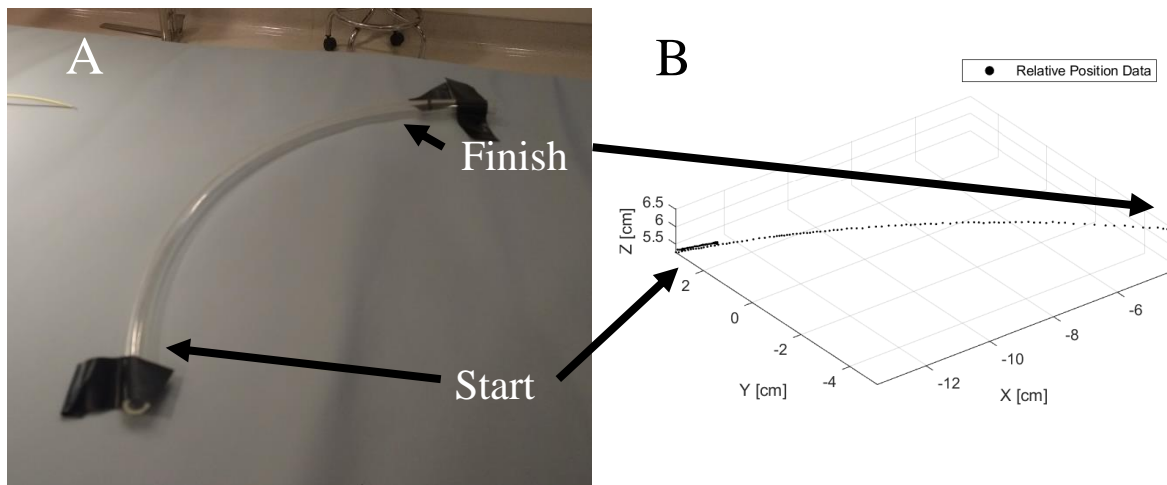 A
B
Relative Position Data
Finish
Start
Z [cm]
6.5
6
5.5
2
0
-2
-4
Y [cm]
-12
-10
-8
-6
X [cm]